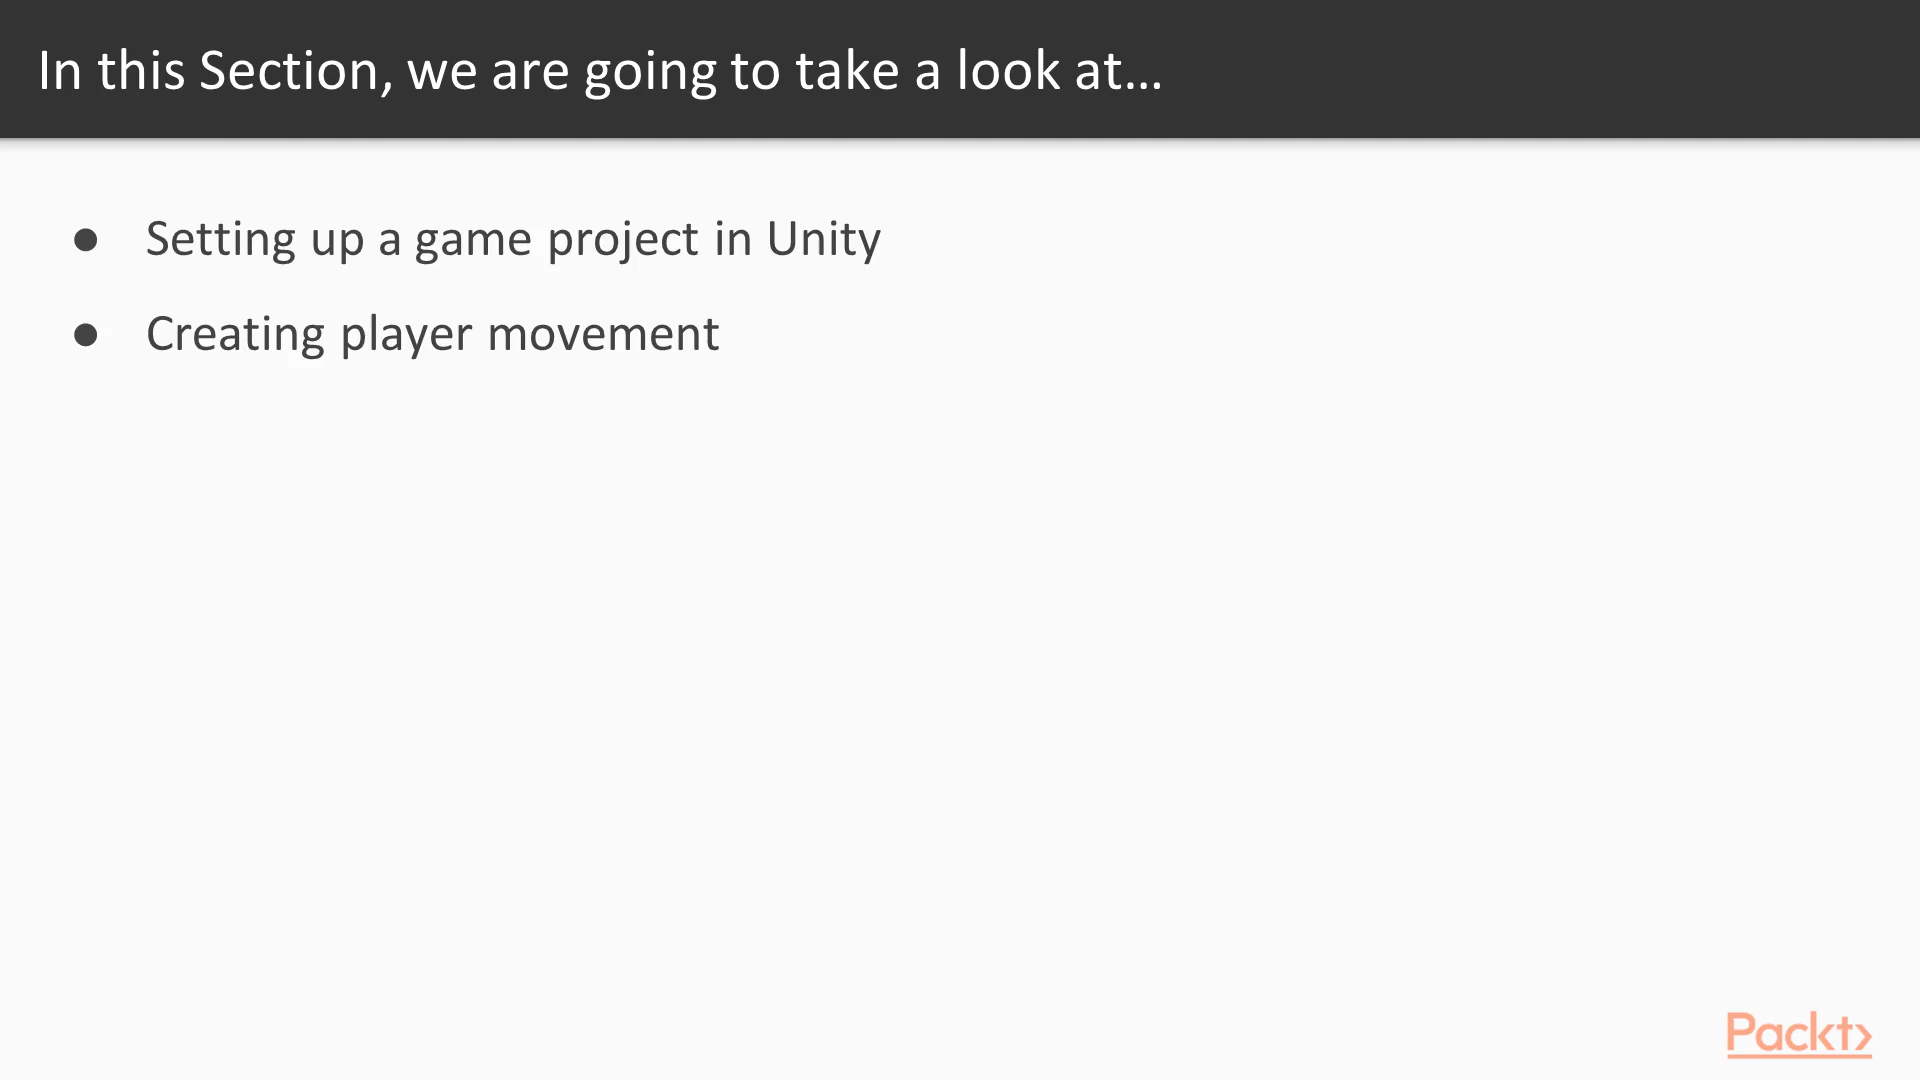 In this Section, we are going to take a look at...
● Setting up a game project in Unity
● Creating player movement
Packt>